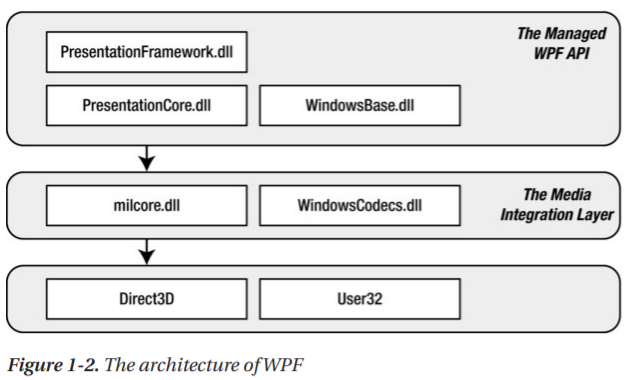 The Managed
WPF API
PresentationFramework.dll
PresentationCore.dll
WindowsBase.dll
milcore.dll
WindowsCodecs.dll
The Media
Integration Layer
Direct3D
User32
Figure 1-2. The architecture of WPF